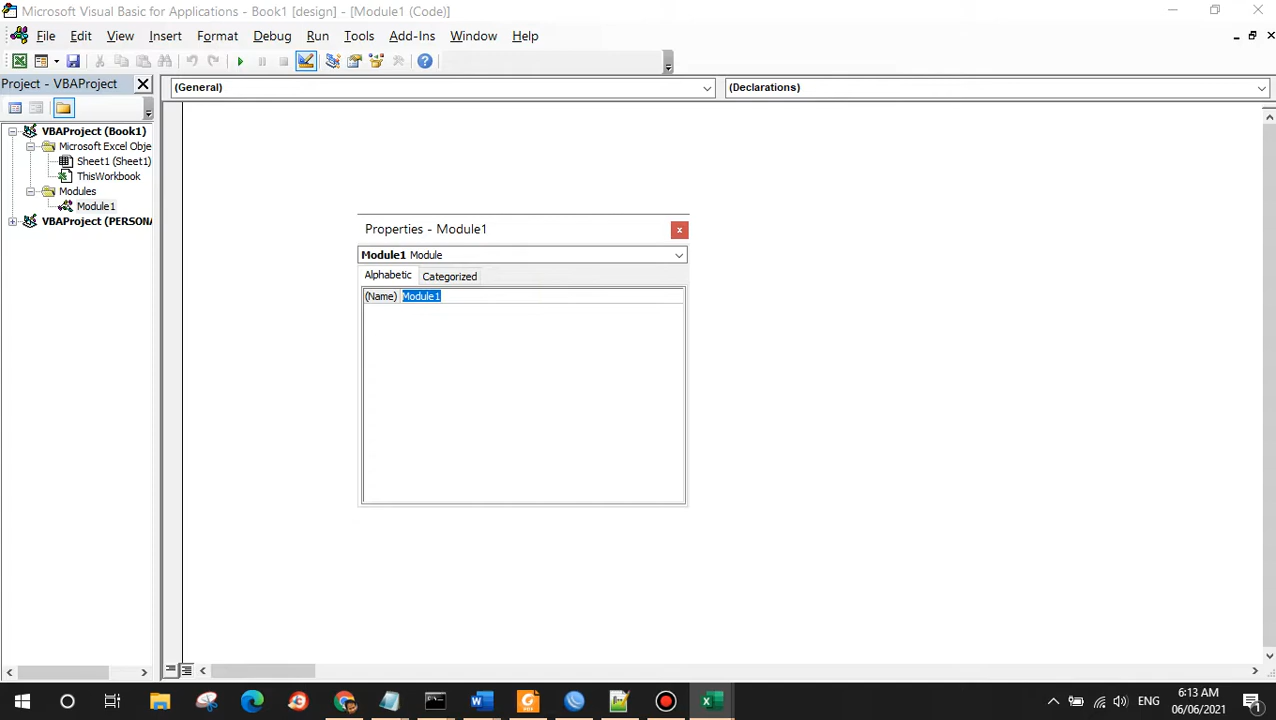 Microsoft Visual Basic for Applications - Book1 [design] - [Module1 (Code)]
File Edit View Insert Format Debug Run Tools Add-Ins Window Help
Project - VBAProject
(General) (Declarations)
VBAProject (Book1)
Microsoft Excel Obje
Sheet1 (Sheet1)
ThisWorkbook
Modules
Module1
VBAProject (PERSONA
Properties - Module1
Module1 Module
Alphabetic Categorized
(Name) Module1
ENG
6:13 AM
06/06/2021
1